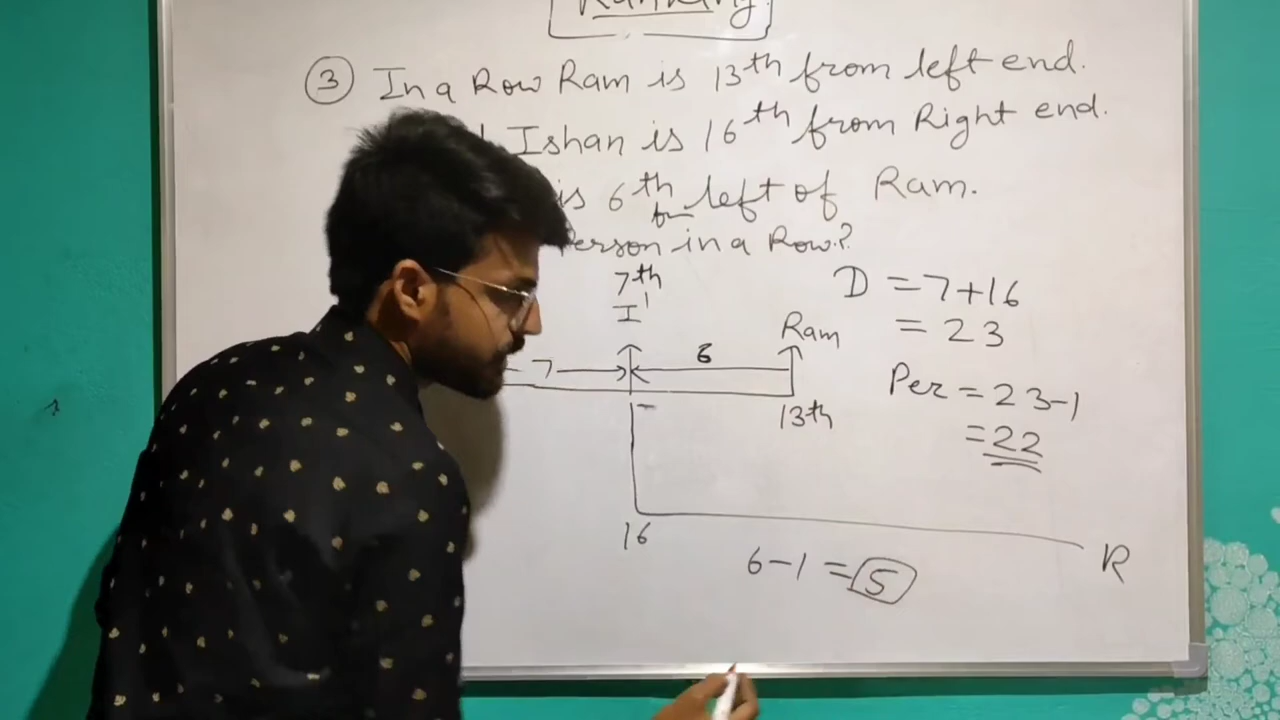 Ranking
③ In a Row Ram is 13th from left end.
Ishan is 16th from Right end.
is 6th left of Ram.
Person in a Row.?
7th
I
D = 7+16
= 23
Ram
7
6
Per = 23-1
= 22
13th
16
R
6-1 = 5